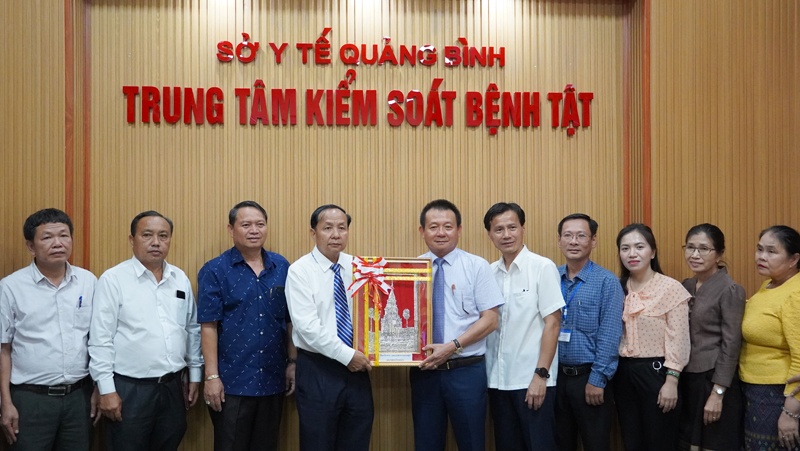 SỞ Y TẾ QUẢNG BÌNH
TRUNG TÂM KIỂM SOÁT BỆNH TẬT